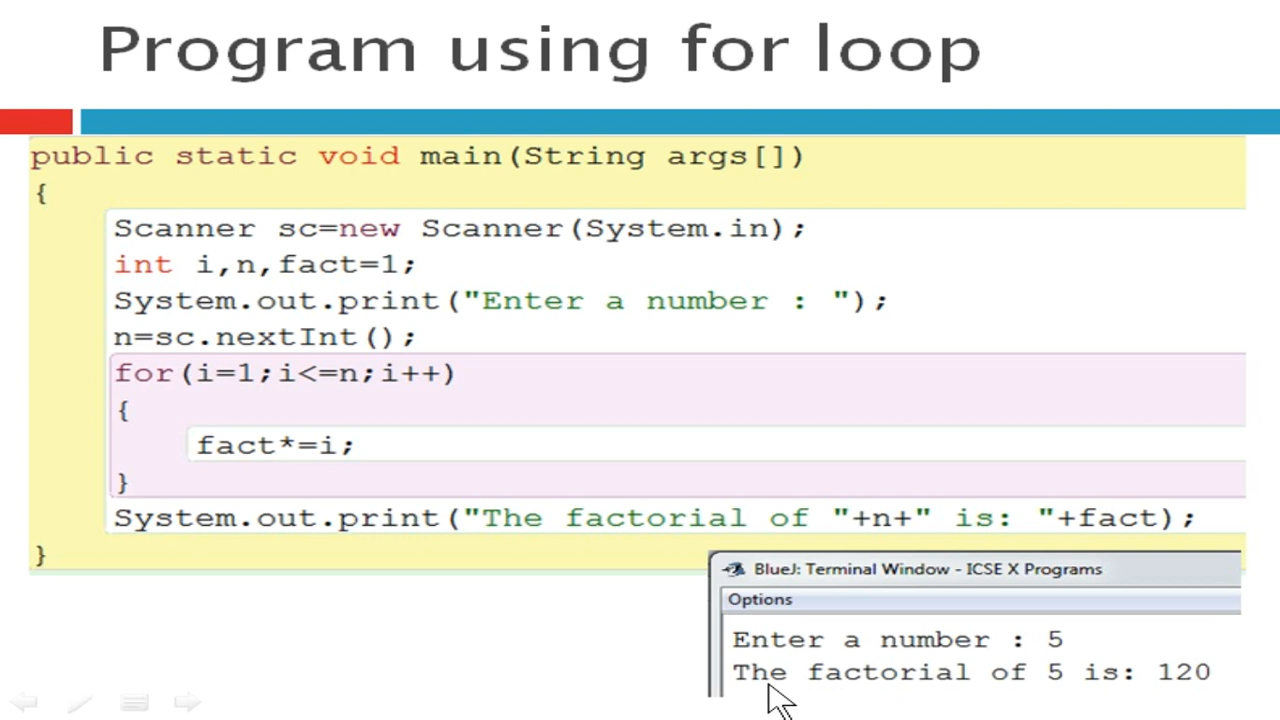 Program using for loop
public static void main(String args[])
{
Scanner sc=new Scanner(System.in);
int i,n,fact=1;
System.out.print("Enter a number : ");
n=sc.nextInt();
for(i=1;i<=n;i++)
{
fact*=i;
}
System.out.print("The factorial of "+n+" is: "+fact);
}
BlueJ: Terminal Window - ICSE X Programs
Options
Enter a number : 5
The factorial of 5 is: 120